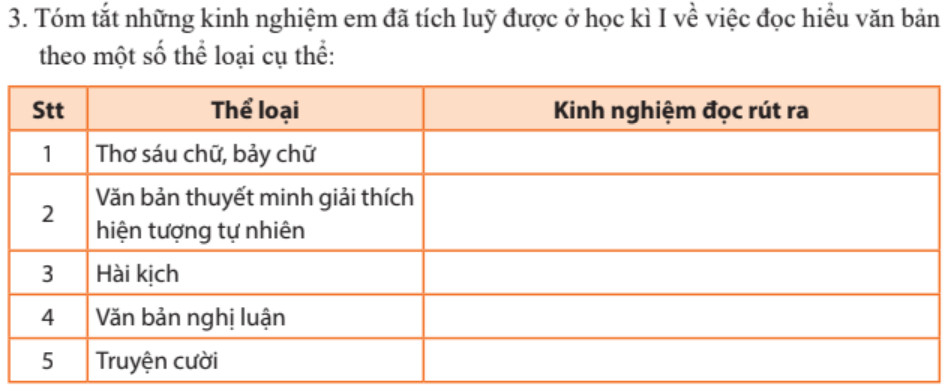 3. Tóm tắt những kinh nghiệm em đã tích luỹ được ở học kì I về việc đọc hiểu văn bản
theo một số thể loại cụ thể:
Stt Thể loại Kinh nghiệm đọc rút ra
1 Thơ sáu chữ, bảy chữ
2 Văn bản thuyết minh giải thích
hiện tượng tự nhiên
3 Hài kịch
4 Văn bản nghị luận
5 Truyện cười